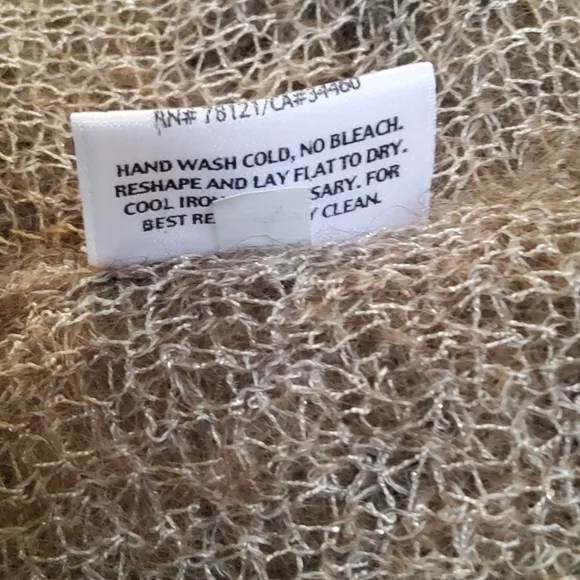 RN# 78121/CA#34460
HAND WASH COLD, NO BLEACH.
RESHAPE AND LAY FLAT TO DRY.
COOL IRON SARY. FOR
BEST RE Y CLEAN.